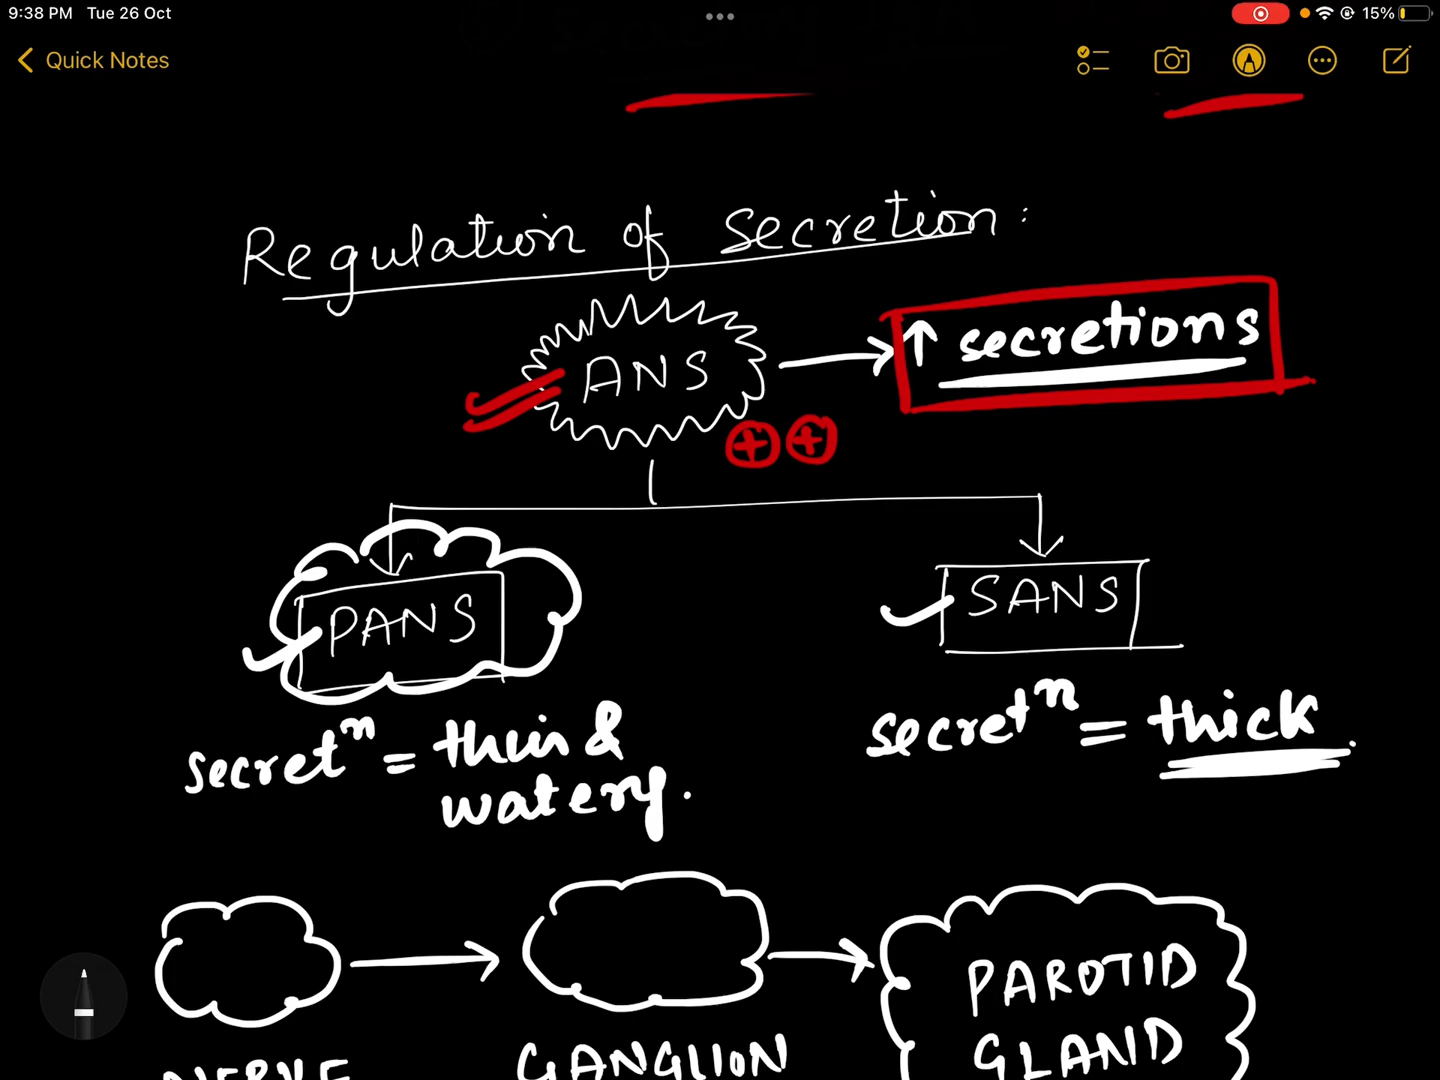 9:38 PM Tue 26 Oct
15%
Quick Notes
Regulation of secretion:
ANS → ↑ secretions
⊕ ⊕
PANS
SANS
secretⁿ = thin &
watery.
secretⁿ = thick.
PAROTID
GLAND
NERVE
GANGLION